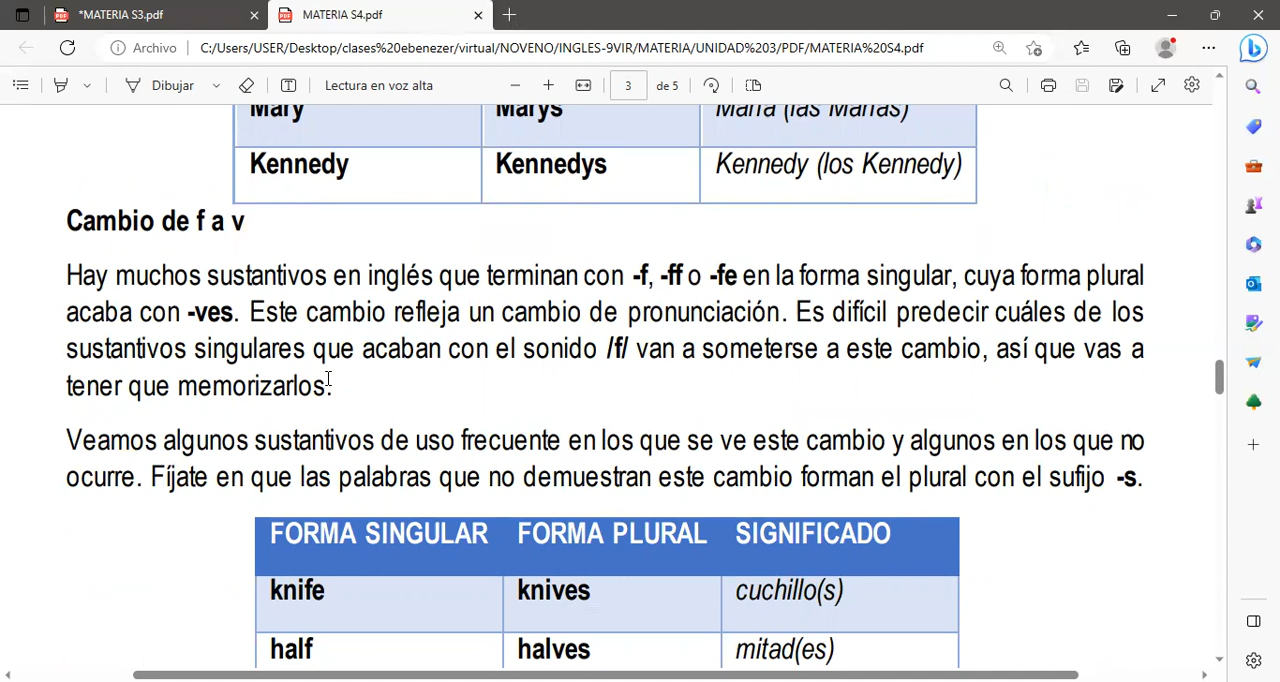 *MATERIA S3.pdf
MATERIA S4.pdf
Archivo
C:/Users/USER/Desktop/clases%20ebenezer/virtual/NOVENO/INGLES-9VIR/MATERIA/UNIDAD%203/PDF/MATERIA%20S4.pdf
Dibujar
Lectura en voz alta
3
de 5
Mary Marys María (las Marías)
Kennedy Kennedys Kennedy (los Kennedy)
Cambio de f a v
Hay muchos sustantivos en inglés que terminan con -f, -ff o -fe en la forma singular, cuya forma plural
acaba con -ves. Este cambio refleja un cambio de pronunciación. Es difícil predecir cuáles de los
sustantivos singulares que acaban con el sonido /f/ van a someterse a este cambio, así que vas a
tener que memorizarlos.
Veamos algunos sustantivos de uso frecuente en los que se ve este cambio y algunos en los que no
ocurre. Fíjate en que las palabras que no demuestran este cambio forman el plural con el sufijo -s.
FORMA SINGULAR FORMA PLURAL SIGNIFICADO
knife knives cuchillo(s)
half halves mitad(es)